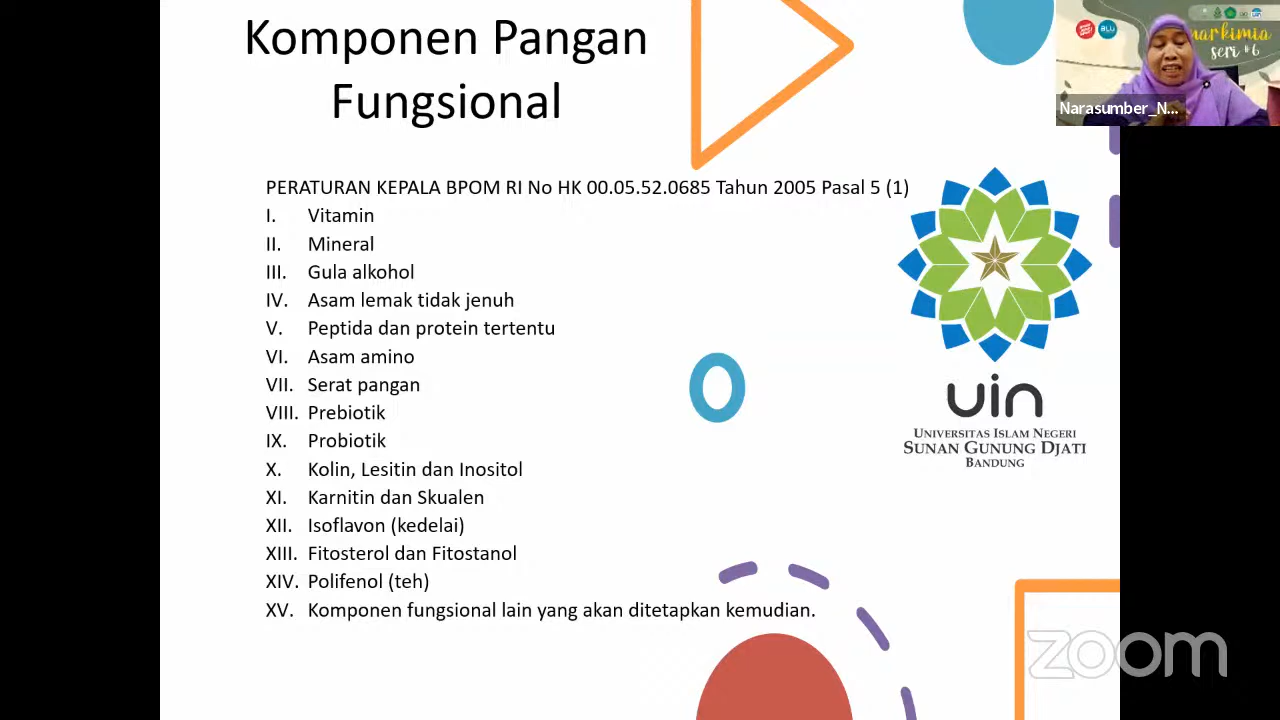 Komponen Pangan
Fungsional
PERATURAN KEPALA BPOM RI No HK 00.05.52.0685 Tahun 2005 Pasal 5 (1)
I. Vitamin
II. Mineral
III. Gula alkohol
IV. Asam lemak tidak jenuh
V. Peptida dan protein tertentu
VI. Asam amino
VII. Serat pangan
VIII. Prebiotik
IX. Probiotik
X. Kolin, Lesitin dan Inositol
XI. Karnitin dan Skualen
XII. Isoflavon (kedelai)
XIII. Fitosterol dan Fitostanol
XIV. Polifenol (teh)
XV. Komponen fungsional lain yang akan ditetapkan kemudian.
uin
UNIVERSITAS ISLAM NEGERI
SUNAN GUNUNG DJATI
BANDUNG
BLU
seri #6
Narasumber_N...
zoom